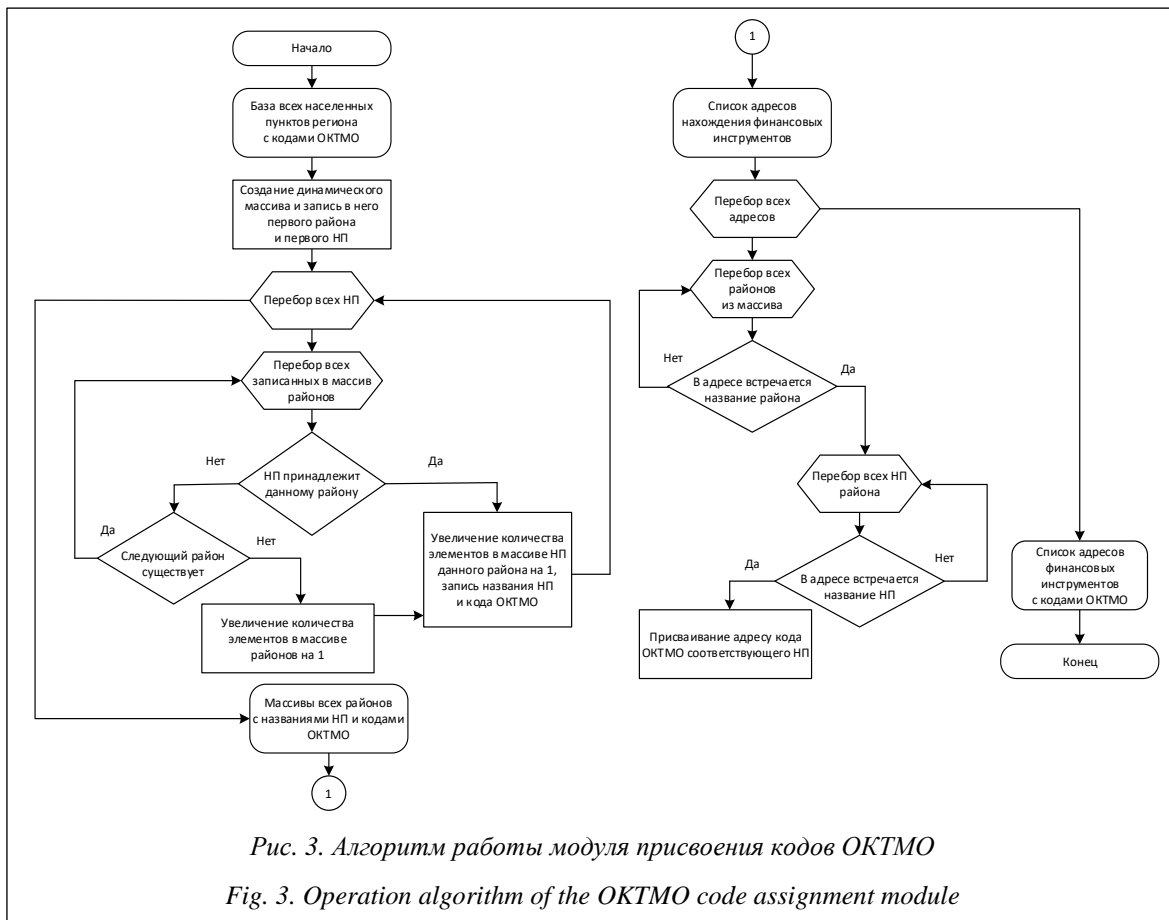 Начало
База всех населенных
пунктов региона
с кодами ОКТМО
Создание динамического
массива и запись в него
первого района
и первого НП
Перебор всех НП
Перебор всех
записанных в массив
районов
Нет
Да
НП принадлежит
данному району
Да
Нет
Следующий район
существует
Увеличение количества
элементов в массиве НП
данного района на 1,
запись названия НП
и кода ОКТМО
Увеличение количества
элементов в массиве
районов на 1
Массивы всех районов
с названиями НП и кодами
ОКТМО
1
1
Список адресов
нахождения финансовых
инструментов
Перебор всех
адресов
Перебор всех
районов
из массива
Нет
Да
В адресе встречается
название района
Перебор всех НП
района
Да
Нет
В адресе встречается
название НП
Присваивание адресу кода
ОКТМО соответствующего НП
Список адресов
финансовых
инструментов
с кодами ОКТМО
Конец
Рис. 3. Алгоритм работы модуля присвоения кодов ОКТМО
Fig. 3. Operation algorithm of the OKTMO code assignment module